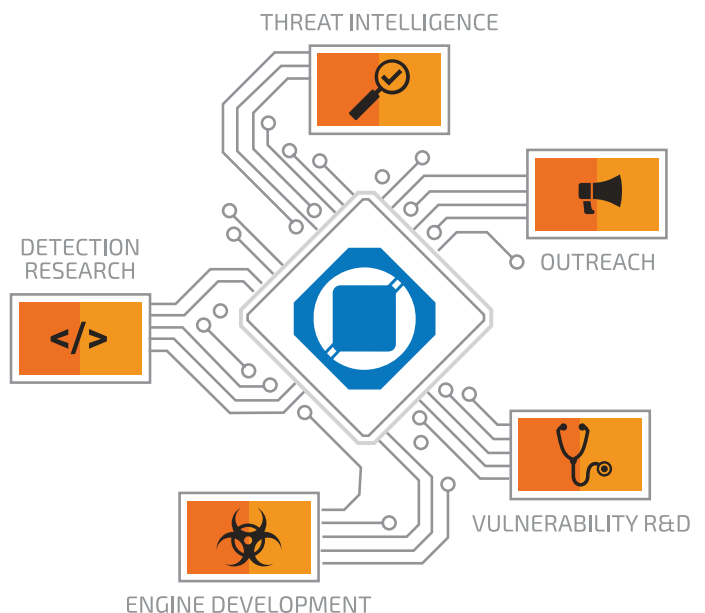 THREAT INTELLIGENCE
OUTREACH
DETECTION
RESEARCH
</>
VULNERABILITY R&D
ENGINE DEVELOPMENT